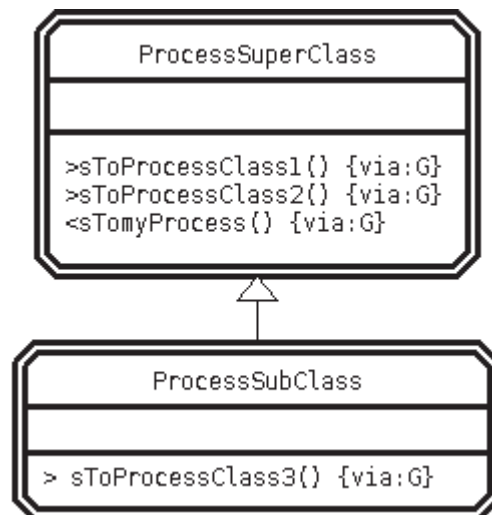 ProcessSuperClass
>sToProcessClass1() {via:G}
>sToProcessClass2() {via:G}
<sTomyProcess() {via:G}
ProcessSubClass
> sToProcessClass3() {via:G}